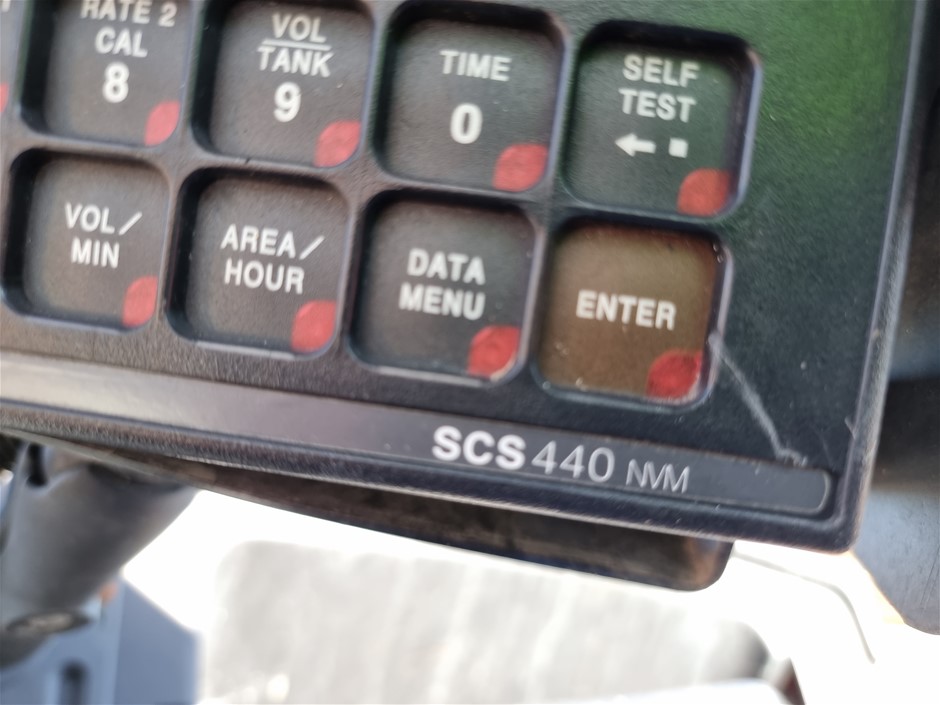 RATE 2
CAL
8
VOL
TANK
9
TIME
0
SELF
TEST
VOL/
MIN
AREA/
HOUR
DATA
MENU
ENTER
SCS 440 NVM